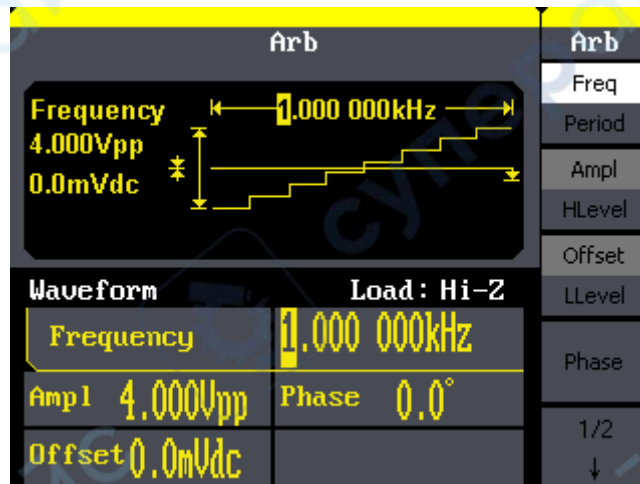 Arb
Arb
Frequency
1.000 000kHz
4.000Vpp
0.0mVdc
Freq
Period
Ampl
HLevel
Offset
LLevel
Phase
1/2
↓
Waveform
Load: Hi-Z
Frequency
1.000 000kHz
Ampl 4.000Vpp
Phase 0.0°
Offset 0.0mVdc